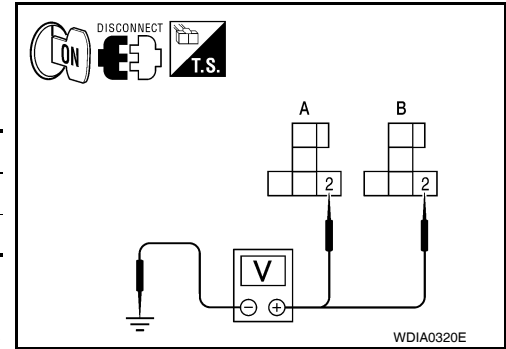 DISCONNECT
ON
T.S.
A B
2 2
V
− +
WDIA0320E